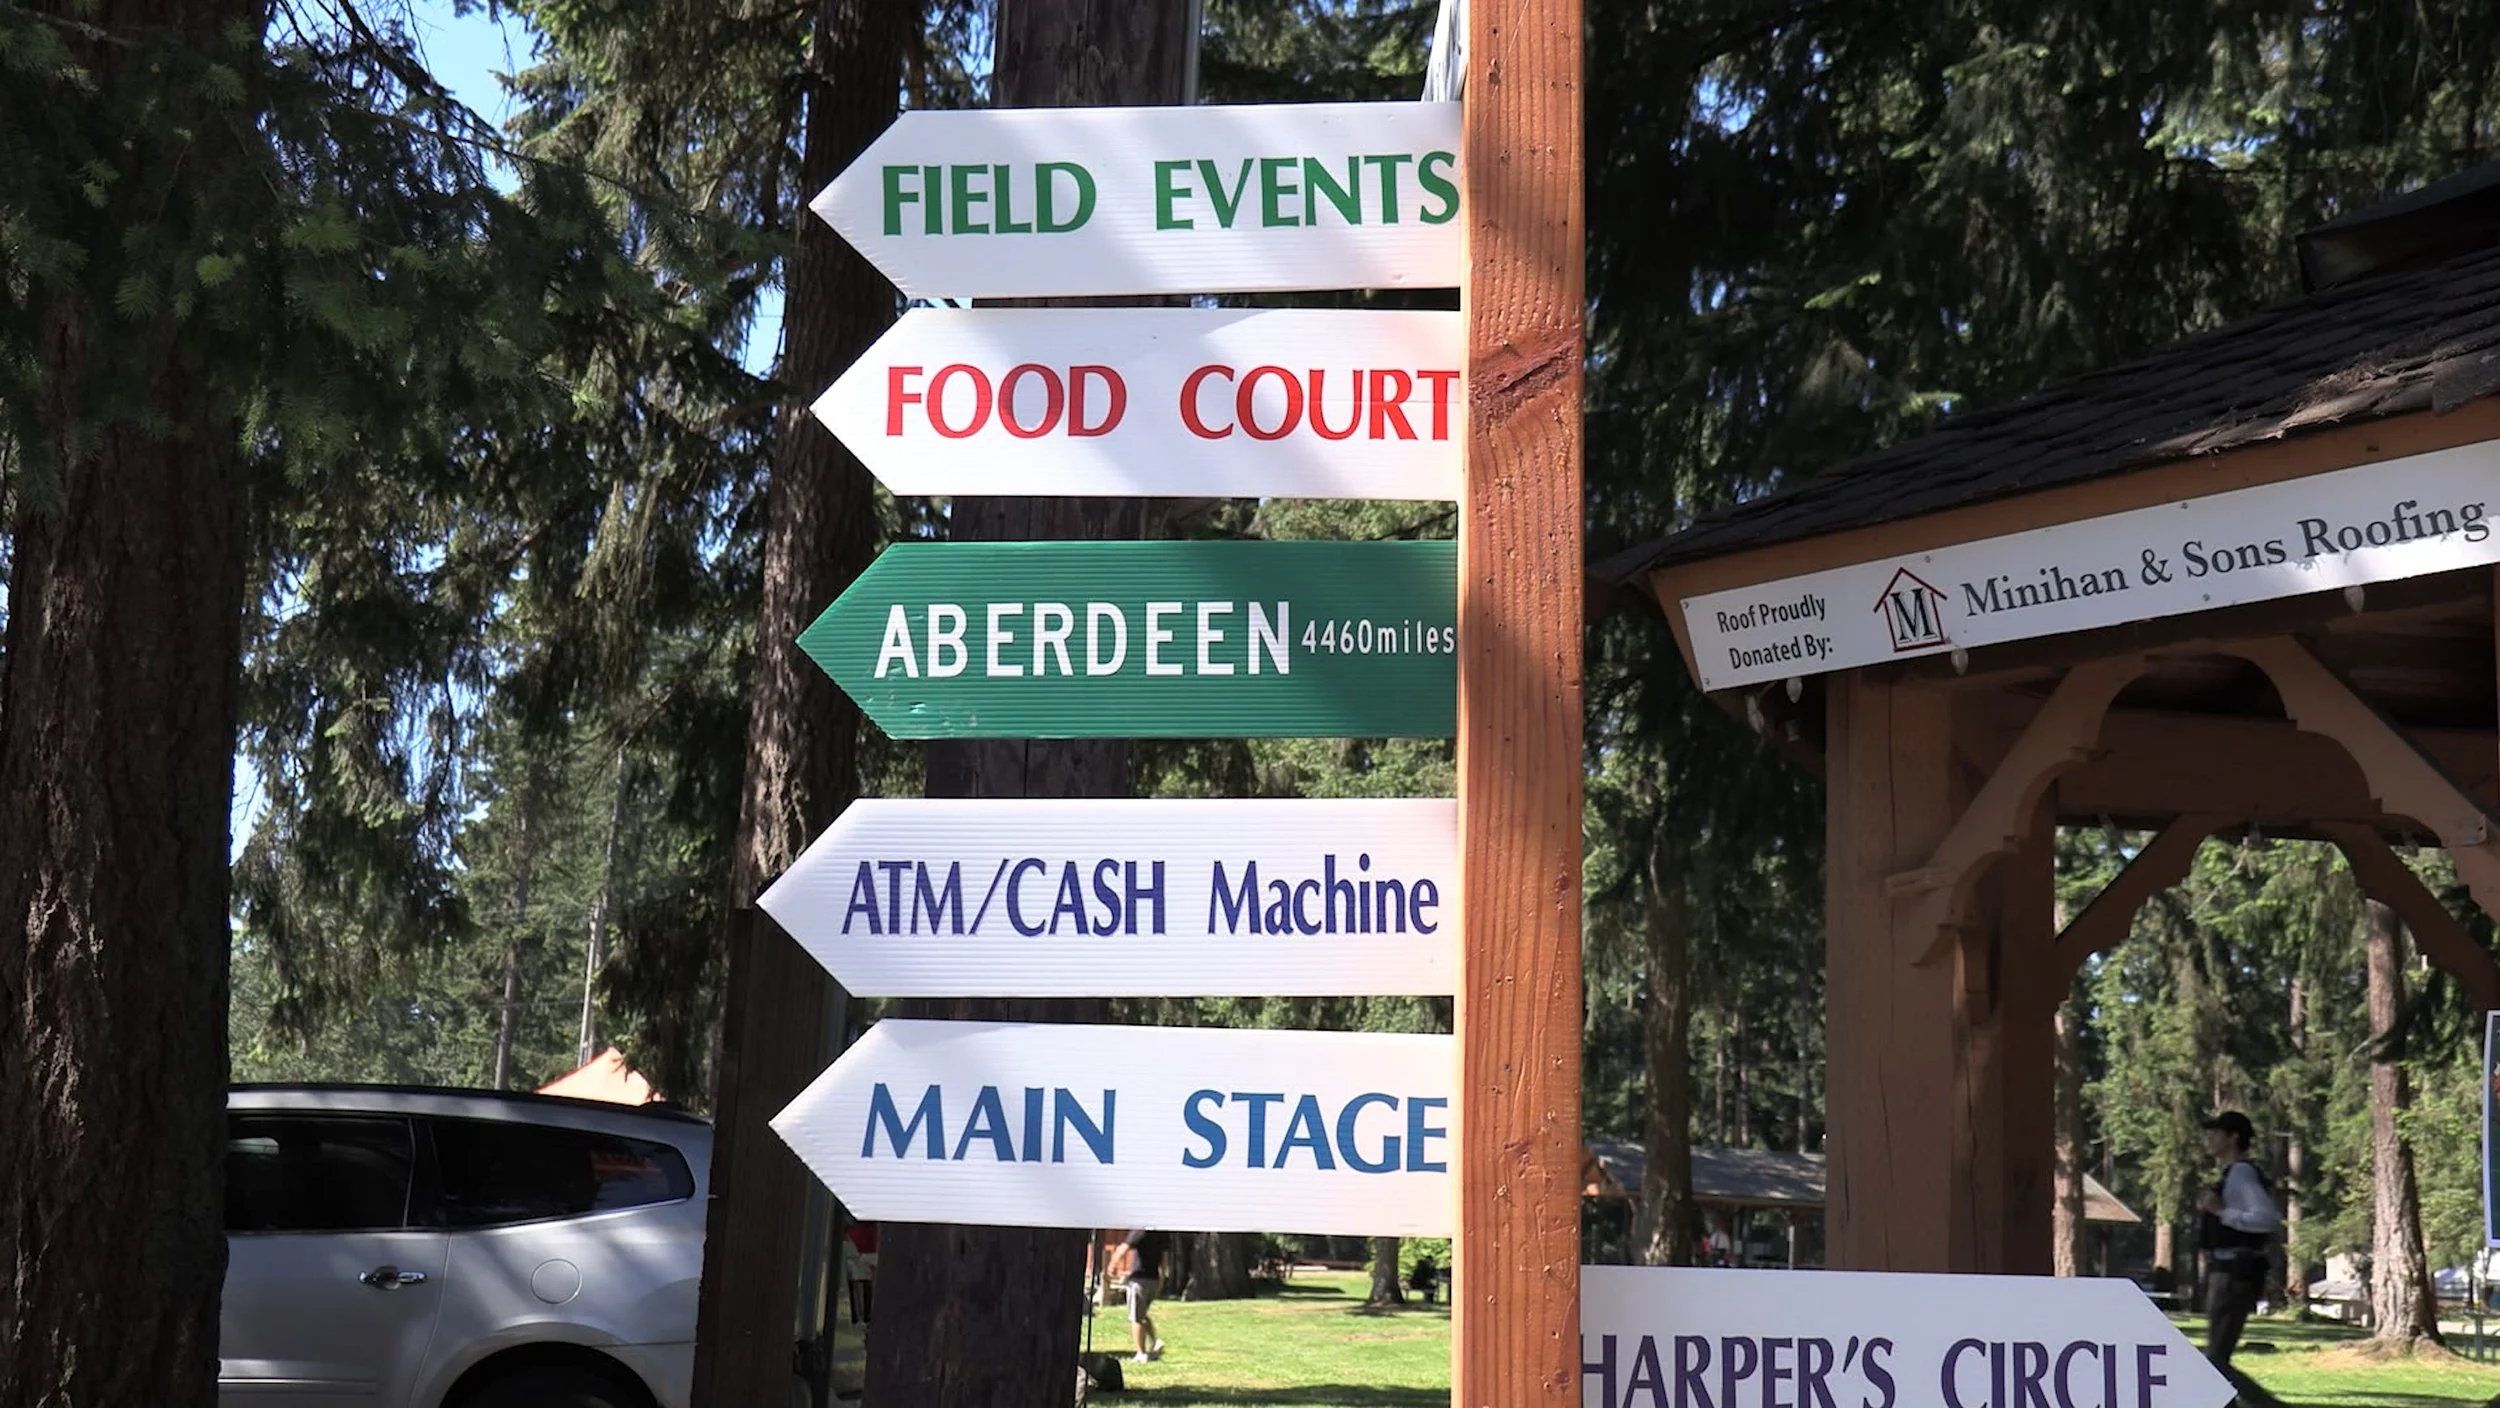 FIELD EVENTS
FOOD COURT
ABERDEEN 4460miles
ATM/CASH Machine
MAIN STAGE
Roof Proudly
Donated By:
M
Minihan & Sons Roofing
HARPER'S CIRCLE